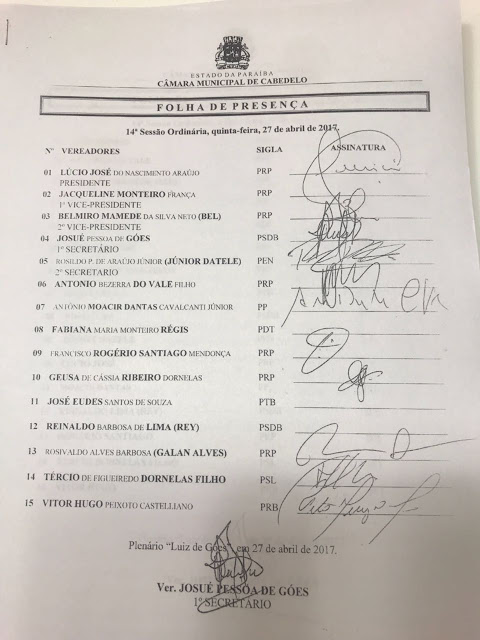 ESTADO DA PARAÍBA
CÂMARA MUNICIPAL DE CABEDELO
FOLHA DE PRESENÇA
14ª Sessão Ordinária, quinta-feira, 27 de abril de 2017.
Nº VEREADORES SIGLA ASSINATURA
01 LÚCIO JOSÉ DO NASCIMENTO ARAÚJO PRP
PRESIDENTE
02 JACQUELINE MONTEIRO FRANÇA PRP
1º VICE-PRESIDENTE
03 BELMIRO MAMEDE DA SILVA NETO (BEL) PRP
2º VICE-PRESIDENTE
04 JOSUÉ PESSOA DE GÓES PSDB
1º SECRETÁRIO
05 ROSILDO P. DE ARAÚJO JÚNIOR (JÚNIOR DATELE) PEN
2º SECRETARIO
06 ANTONIO BEZERRA DO VALE FILHO PRP
07 ANTÔNIO MOACIR DANTAS CAVALCANTI JÚNIOR PP
08 FABIANA MARIA MONTEIRO RÉGIS PDT
09 FRANCISCO ROGÉRIO SANTIAGO MENDONÇA PRP
10 GEUSA DE CÁSSIA RIBEIRO DORNELAS PRP
11 JOSÉ EUDES SANTOS DE SOUZA PTB
12 REINALDO BARBOSA DE LIMA (REY) PSDB
13 ROSIVALDO ALVES BARBOSA (GALAN ALVES) PRP
14 TÉRCIO DE FIGUEIREDO DORNELAS FILHO PSL
15 VITOR HUGO PEIXOTO CASTELLIANO PRB
Plenário "Luiz de Góes" em 27 de abril de 2017.
Ver. JOSUÉ PESSOA DE GÓES
1º SECRETÁRIO